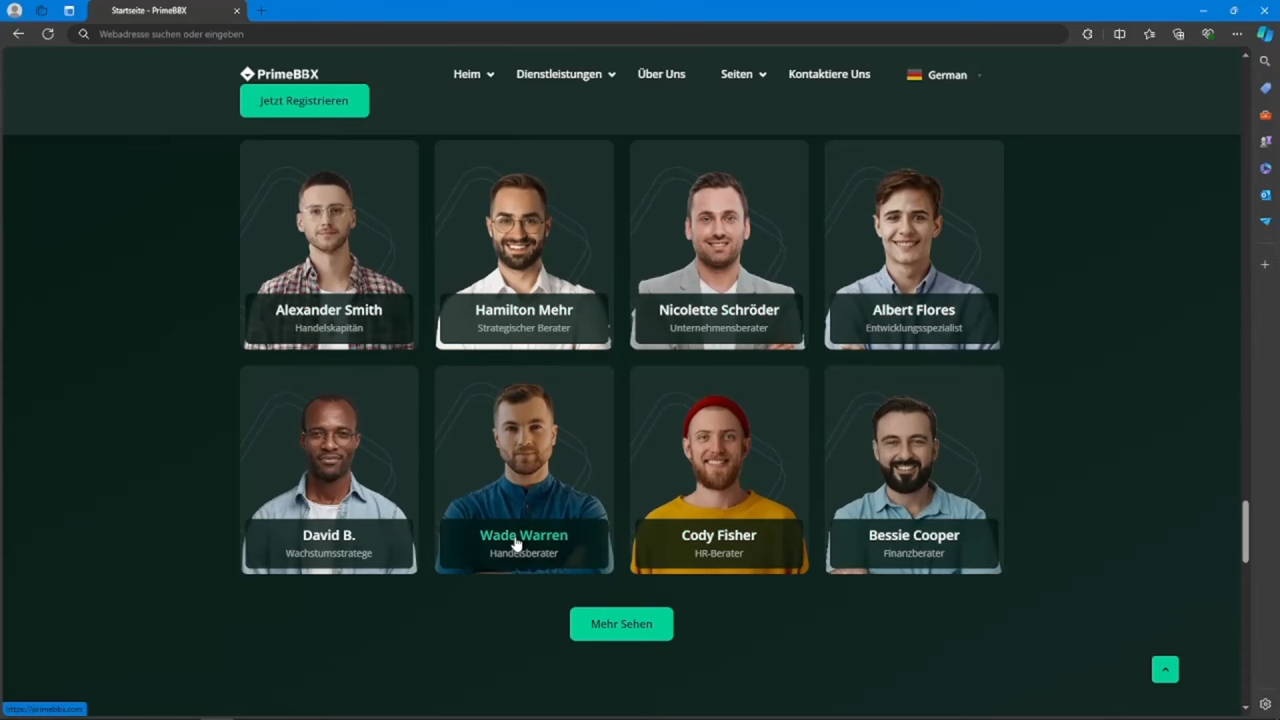 Startseite - PrimeBBX
Webadresse suchen oder eingeben
PrimeBBX
Heim
Dienstleistungen
Über Uns
Seiten
Kontaktiere Uns
German
Jetzt Registrieren
Alexander Smith
Handelskapitän
Hamilton Mehr
Strategischer Berater
Nicolette Schröder
Unternehmensberater
Albert Flores
Entwicklungsspezialist
David B.
Wachstumsstratege
Wade Warren
Handelsberater
Cody Fisher
HR-Berater
Bessie Cooper
Finanzberater
Mehr Sehen
https://primebbx.com